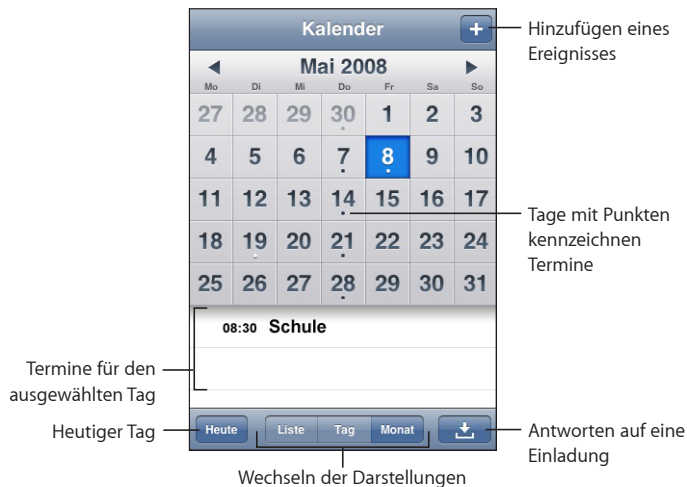 Kalender
Hinzufügen eines
Ereignisses
Mai 2008
Mo Di Mi Do Fr Sa So
27 28 29 30 1 2 3
4 5 6 7 8 9 10
11 12 13 14 15 16 17
Tage mit Punkten
kennzeichnen
Termine
18 19 20 21 22 23 24
25 26 27 28 29 30 31
08:30 Schule
Termine für den
ausgewählten Tag
Heutiger Tag
Heute Liste Tag Monat
Antworten auf eine
Einladung
Wechseln der Darstellungen